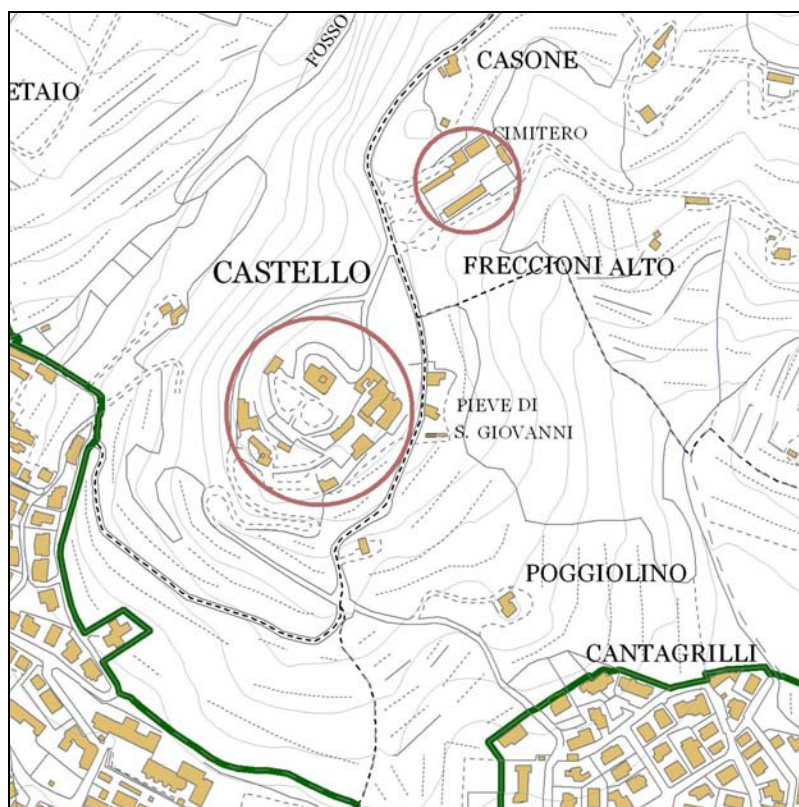 FOSSO
CASONE
ETAIO
CIMITERO
CASTELLO
FRECCIONI ALTO
PIEVE DI
S. GIOVANNI
POGGIOLINO
CANTAGRILLI